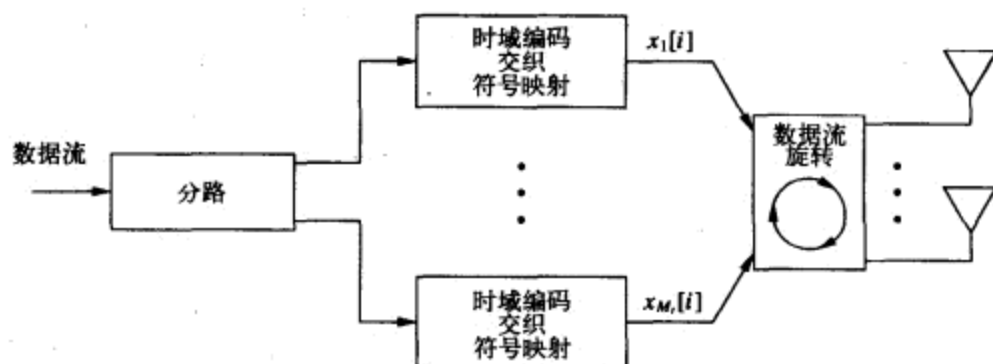 时域编码
交织
符号映射
x₁[i]
数据流
分路
数据流
旋转
时域编码
交织
符号映射
x_{M_t}[i]